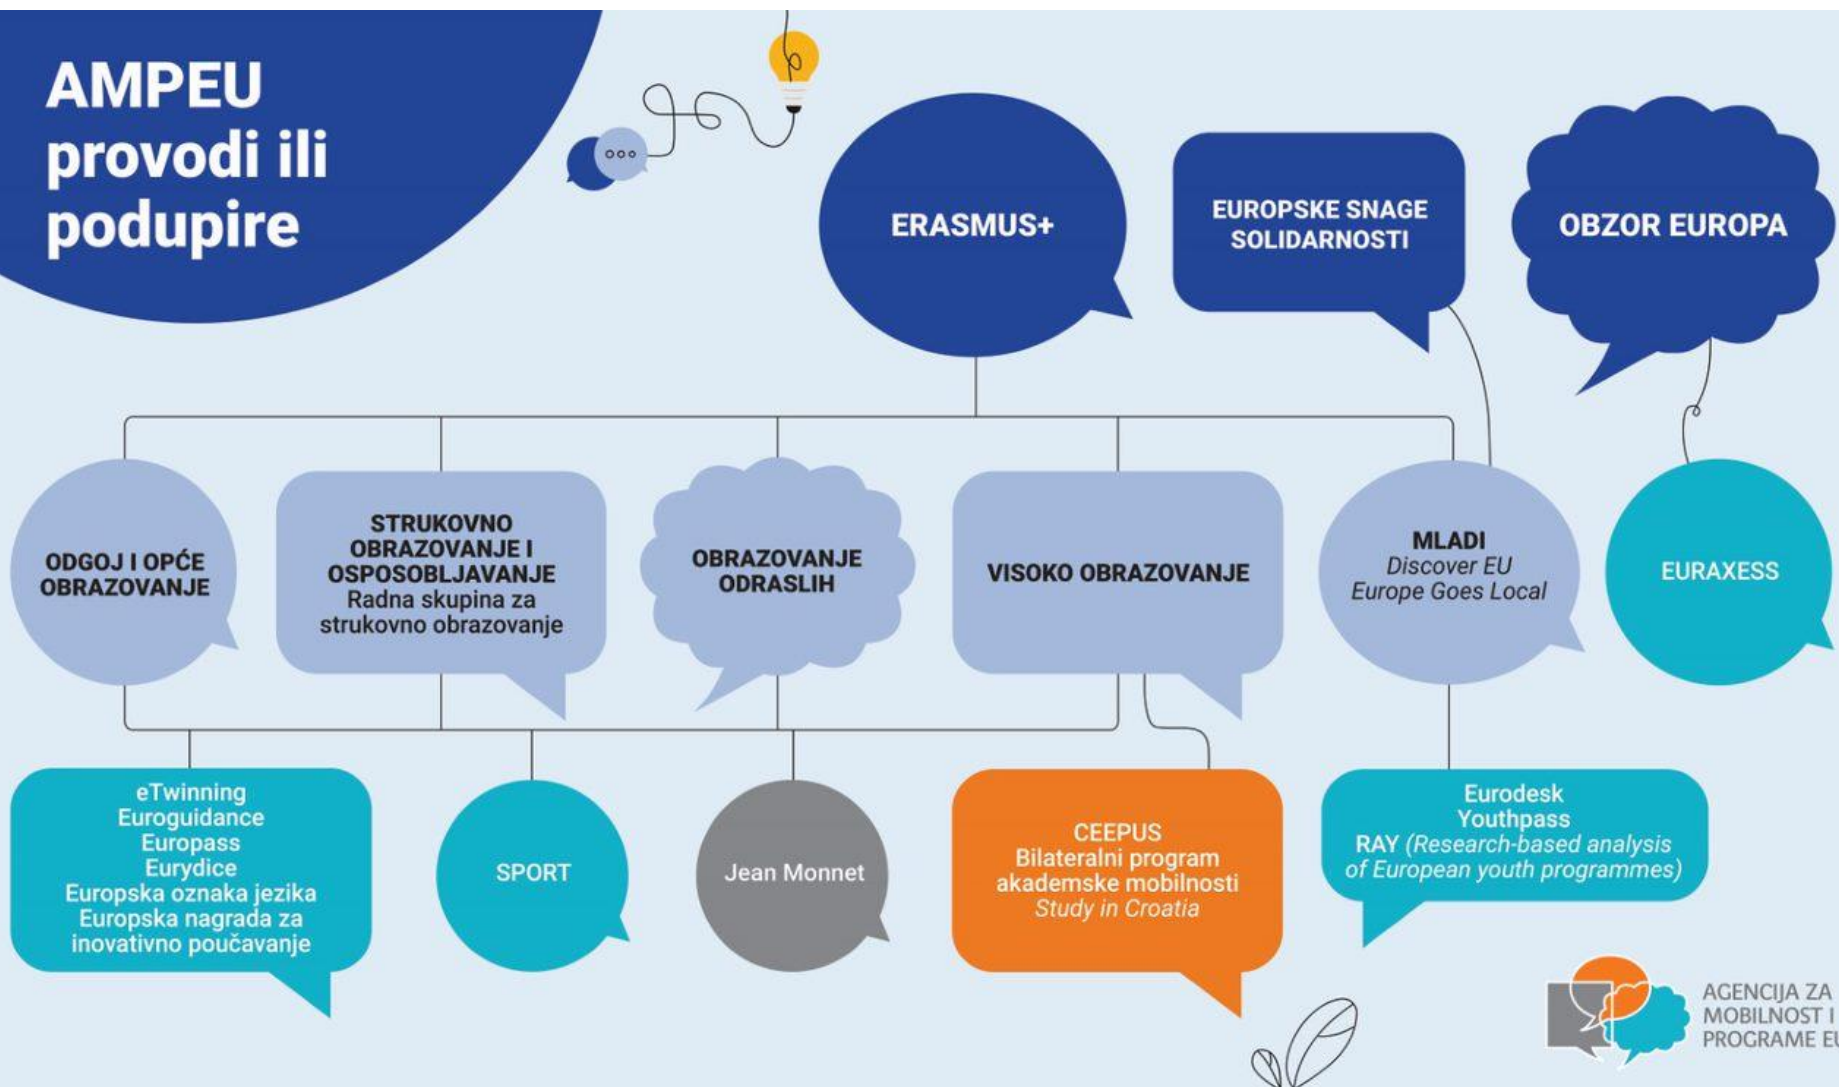 AMPEU
provodi ili
podupire
ERASMUS+
EUROPSKE SNAGE
SOLIDARNOSTI
OBZOR EUROPA
ODGOJ I OPĆE
OBRAZOVANJE
STRUKOVNO
OBRAZOVANJE I
OSPOSOBLJAVANJE
Radna skupina za
strukovno obrazovanje
OBRAZOVANJE
ODRASLIH
VISOKO OBRAZOVANJE
MLADI
Discover EU
Europe Goes Local
EURAXESS
eTwinning
Euroguidance
Europass
Eurydice
Europska oznaka jezika
Europska nagrada za
inovativno poučavanje
SPORT
Jean Monnet
CEEPUS
Bilateralni program
akademske mobilnosti
Study in Croatia
Eurodesk
Youthpass
RAY (Research-based analysis
of European youth programmes)
AGENCIJA ZA
MOBILNOST I
PROGRAME EU